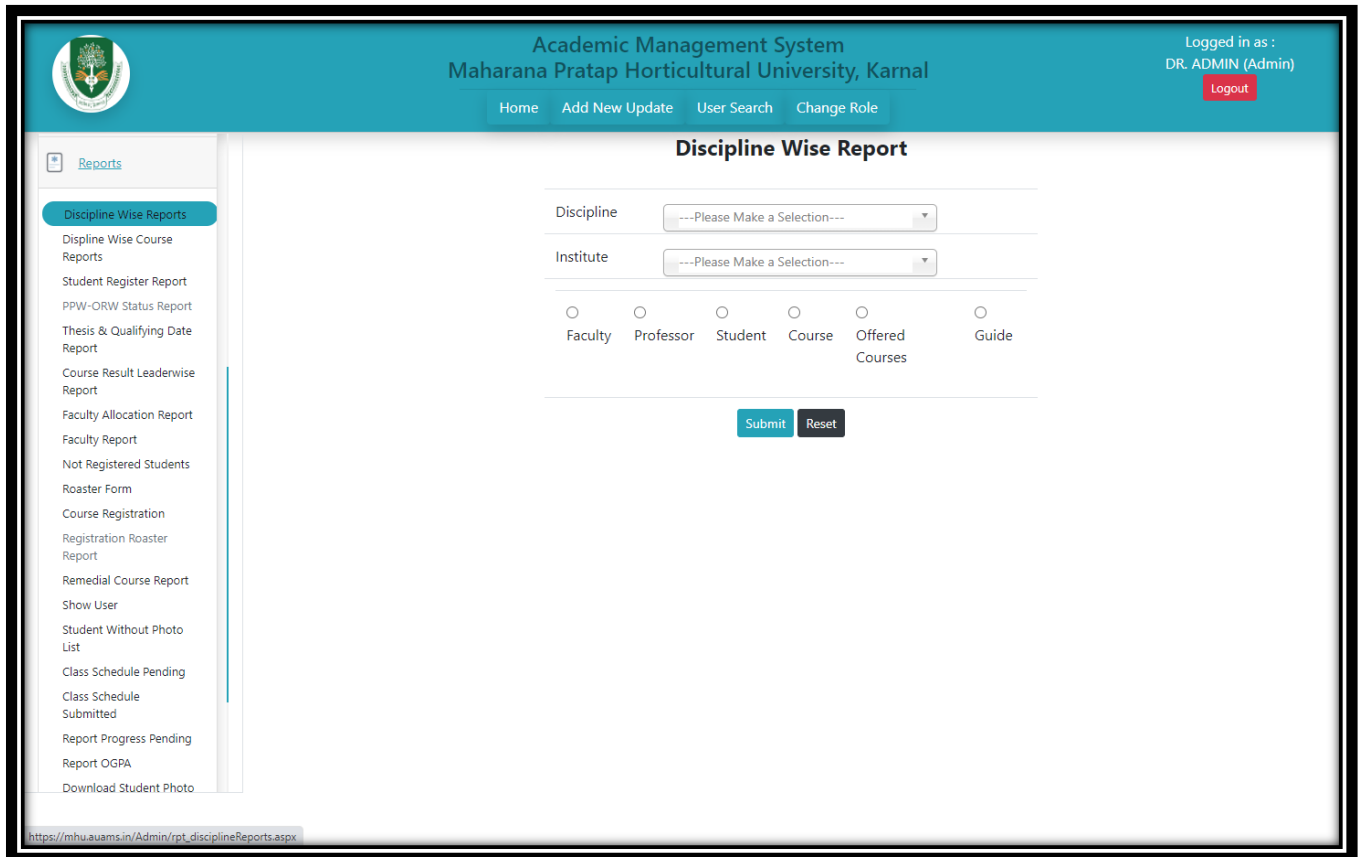 Academic Management System
Maharana Pratap Horticultural University, Karnal
Home Add New Update User Search Change Role
Logged in as :
DR. ADMIN (Admin)
Logout
Reports
Discipline Wise Reports
Displine Wise Course
Reports
Student Register Report
PPW-ORW Status Report
Thesis & Qualifying Date
Report
Course Result Leaderwise
Report
Faculty Allocation Report
Faculty Report
Not Registered Students
Roaster Form
Course Registration
Registration Roaster
Report
Remedial Course Report
Show User
Student Without Photo
List
Class Schedule Pending
Class Schedule
Submitted
Report Progress Pending
Report OGPA
Download Student Photo
Discipline Wise Report
Discipline ---Please Make a Selection---
Institute ---Please Make a Selection---
Faculty Professor Student Course Offered Guide
Courses
Submit Reset
https://mhu.auams.in/Admin/rpt_disciplineReports.aspx